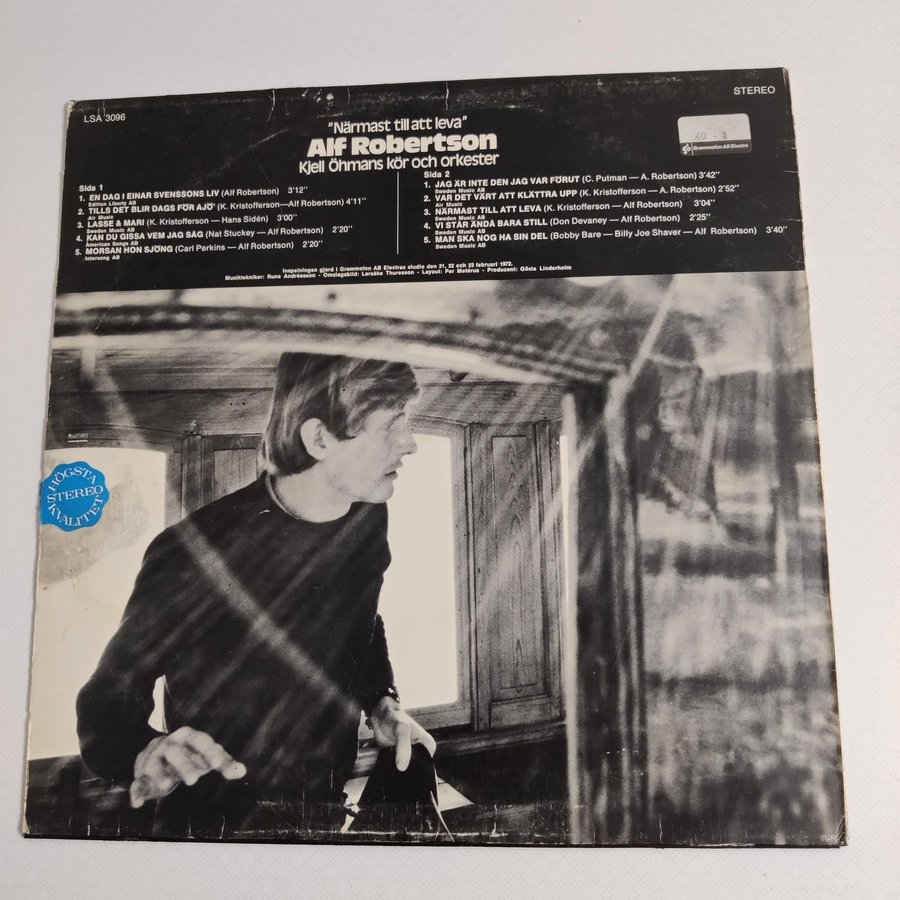 LSA 3096
STEREO
"Närmast till att leva"
Alf Robertson
Kjell Öhmans kör och orkester
40 - 1
Grammofon AB Electra
Sida 1
1. EN DAG I EINAR SVENSSONS LIV (Alf Robertson) 3'12"
Edition Liberty AB
2. TILLS DET BLIR DAGS FÖR AJÖ' (K. Kristofferson—Alf Robertson) 4'11"
Air Music
3. LASSE & MARI (K. Kristofferson — Hans Sidén) 3'00"
Sweden Music AB
4. KAN DU GISSA VEM JAG SÅG (Nat Stuckey — Alf Robertson) 2'20"
American Songs AB
5. MORSAN HON SJÖNG (Carl Perkins — Alf Robertson) 2'20"
Intersong AB
Sida 2
1. JAG ÄR INTE DEN JAG VAR FÖRUT (C. Putman — A. Robertson) 3'42"
Sweden Music AB
2. VAR DET VÄRT ATT KLÄTTRA UPP (K. Kristofferson — A. Robertson) 2'52"
Sweden Music AB
3. NÄRMAST TILL ATT LEVA (K. Kristofferson — Alf Robertson) 3'04"
Air Music
4. VI STÅR ÄNDA BARA STILL (Don Devaney — Alf Robertson) 2'25"
Sweden Music AB
5. MAN SKA NOG HA SIN DEL (Bobby Bare — Billy Joe Shaver — Alf Robertson) 3'40"
Sweden Music AB
Inspelningen gjord i Grammofon AB Electras studio den 21, 22 och 23 februari 1973.
Musiktekniker: Rune Andréasson - Omslagsbild: Larsåke Thuresson - Layout: Per Metérus - Producent: Gösta Linderholm
HÖGSTA
STEREO
KVALITET